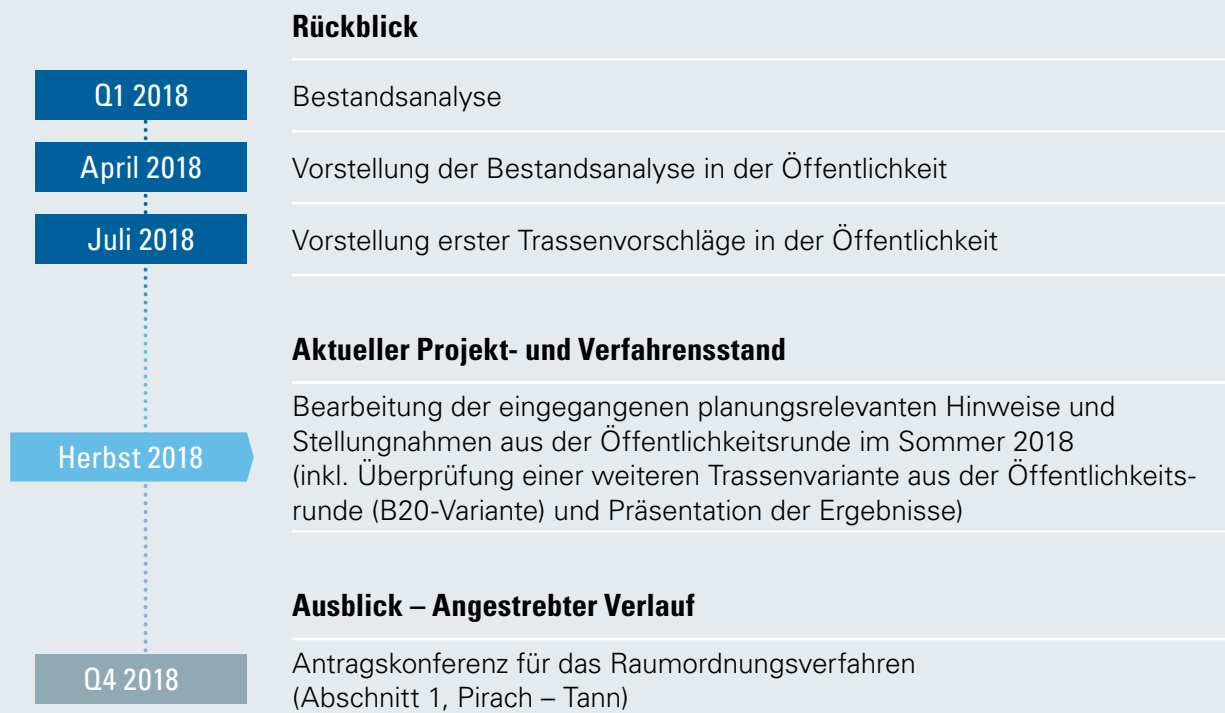 Rückblick
Q1 2018
Bestandsanalyse
April 2018
Vorstellung der Bestandsanalyse in der Öffentlichkeit
Juli 2018
Vorstellung erster Trassenvorschläge in der Öffentlichkeit
Aktueller Projekt- und Verfahrensstand
Herbst 2018
Bearbeitung der eingegangenen planungsrelevanten Hinweise und
Stellungnahmen aus der Öffentlichkeitsrunde im Sommer 2018
(inkl. Überprüfung einer weiteren Trassenvariante aus der Öffentlichkeits-
runde (B20-Variante) und Präsentation der Ergebnisse)
Ausblick – Angestrebter Verlauf
Q4 2018
Antragskonferenz für das Raumordnungsverfahren
(Abschnitt 1, Pirach – Tann)